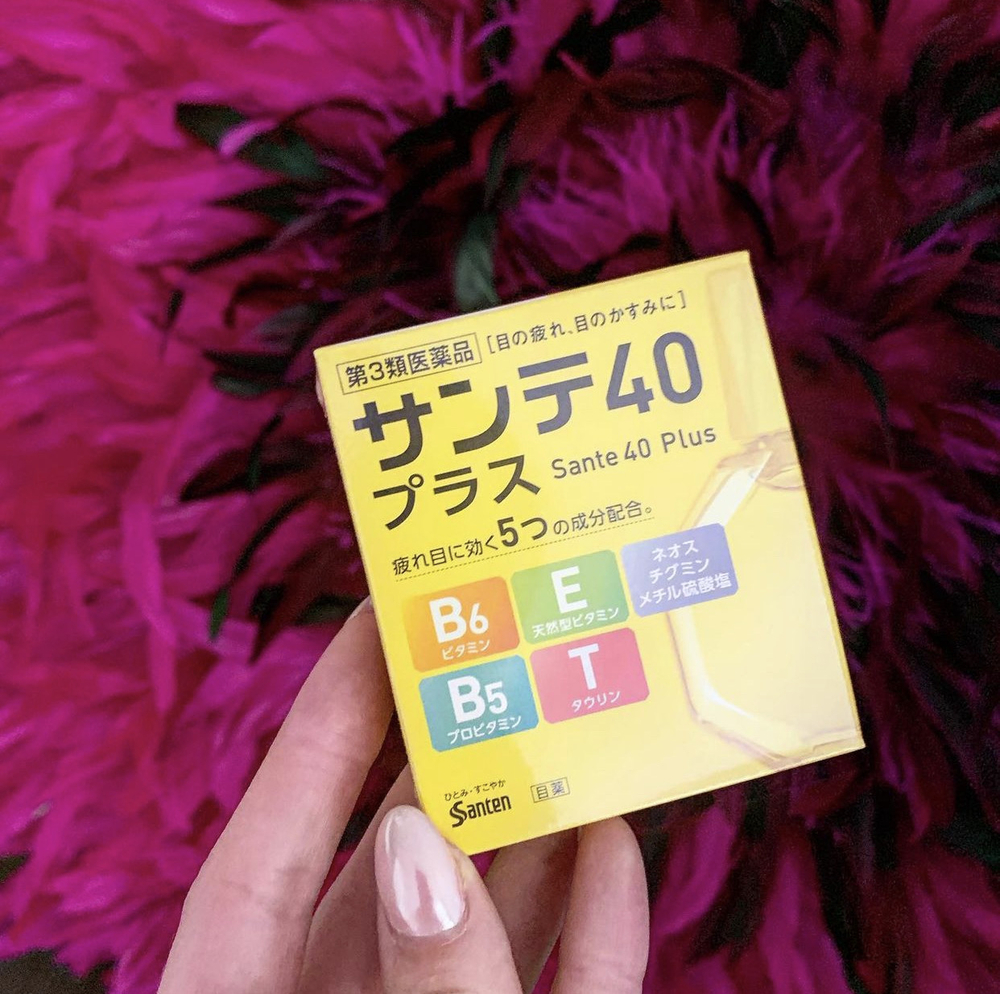 第3類医薬品 [目の疲れ、目のかすみに]
サンテ40
プラス Sante 40 Plus
疲れ目に効く5つの成分配合。
B6
ビタミン
E
天然型ビタミン
ネオス
チグミン
メチル硫酸塩
B5
プロビタミン
T
タウリン
ひとみ・すこやか
Santen
目薬